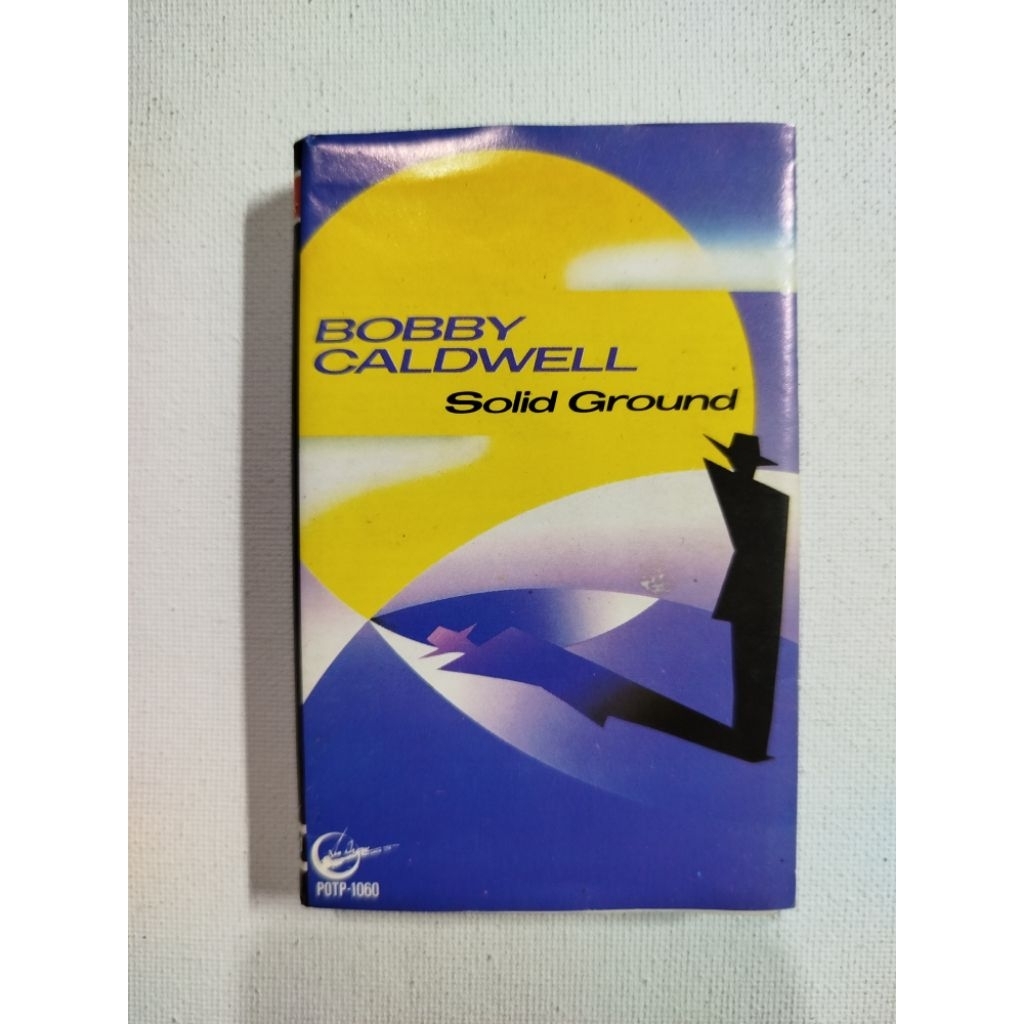 BOBBY
CALDWELL
Solid Ground
POTP-1060